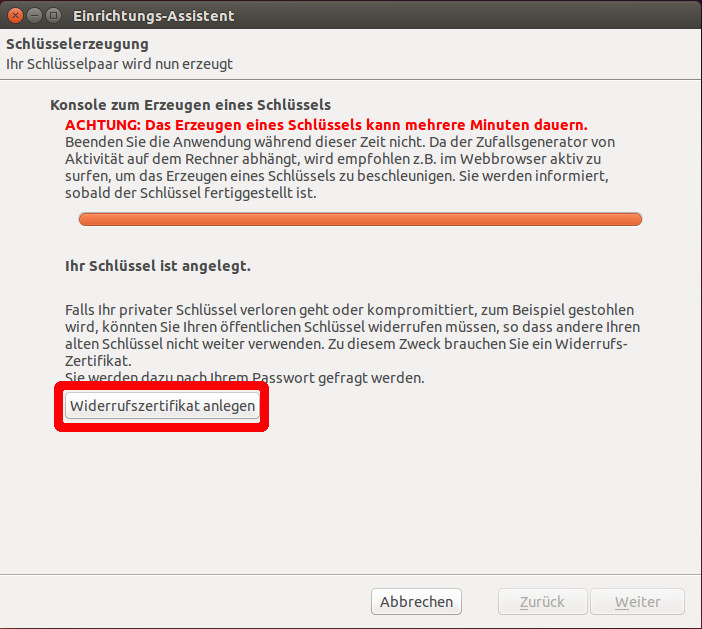 Einrichtungs-Assistent
Schlüsselerzeugung
Ihr Schlüsselpaar wird nun erzeugt
Konsole zum Erzeugen eines Schlüssels
ACHTUNG: Das Erzeugen eines Schlüssels kann mehrere Minuten dauern.
Beenden Sie die Anwendung während dieser Zeit nicht. Da der Zufallsgenerator von
Aktivität auf dem Rechner abhängt, wird empfohlen z.B. im Webbrowser aktiv zu
surfen, um das Erzeugen eines Schlüssels zu beschleunigen. Sie werden informiert,
sobald der Schlüssel fertiggestellt ist.
Ihr Schlüssel ist angelegt.
Falls Ihr privater Schlüssel verloren geht oder kompromittiert, zum Beispiel gestohlen
wird, könnten Sie Ihren öffentlichen Schlüssel widerrufen müssen, so dass andere Ihren
alten Schlüssel nicht weiter verwenden. Zu diesem Zweck brauchen Sie ein Widerrufs-
Zertifikat.
Sie werden dazu nach Ihrem Passwort gefragt werden.
Widerrufszertifikat anlegen
Abbrechen
Zurück
Weiter